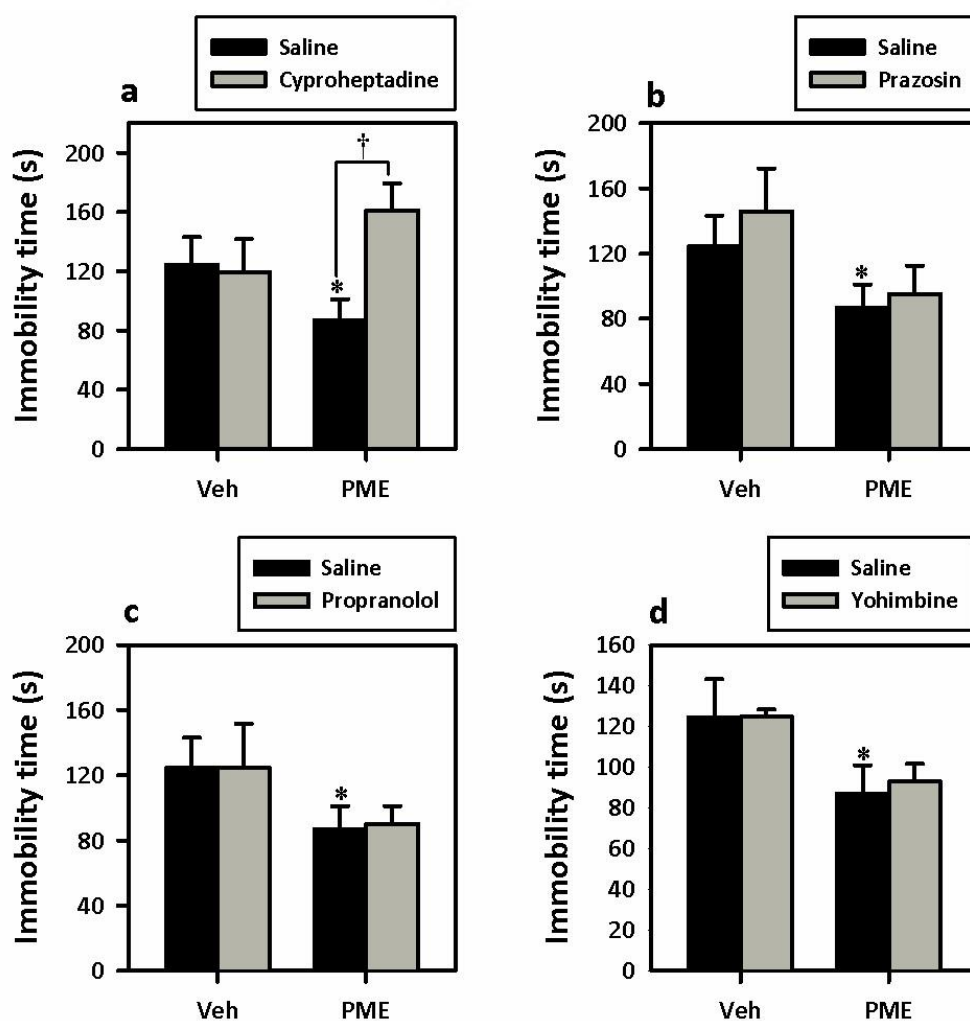 Saline
Cyproheptadine
a
†
*
Immobility time (s)
200
160
120
80
40
0
Veh PME
Saline
Prazosin
b
*
Immobility time (s)
200
160
120
80
40
0
Veh PME
Saline
Propranolol
c
*
Immobility time (s)
200
160
120
80
40
0
Veh PME
Saline
Yohimbine
d
*
Immobility time (s)
160
140
120
100
80
60
40
20
0
Veh PME